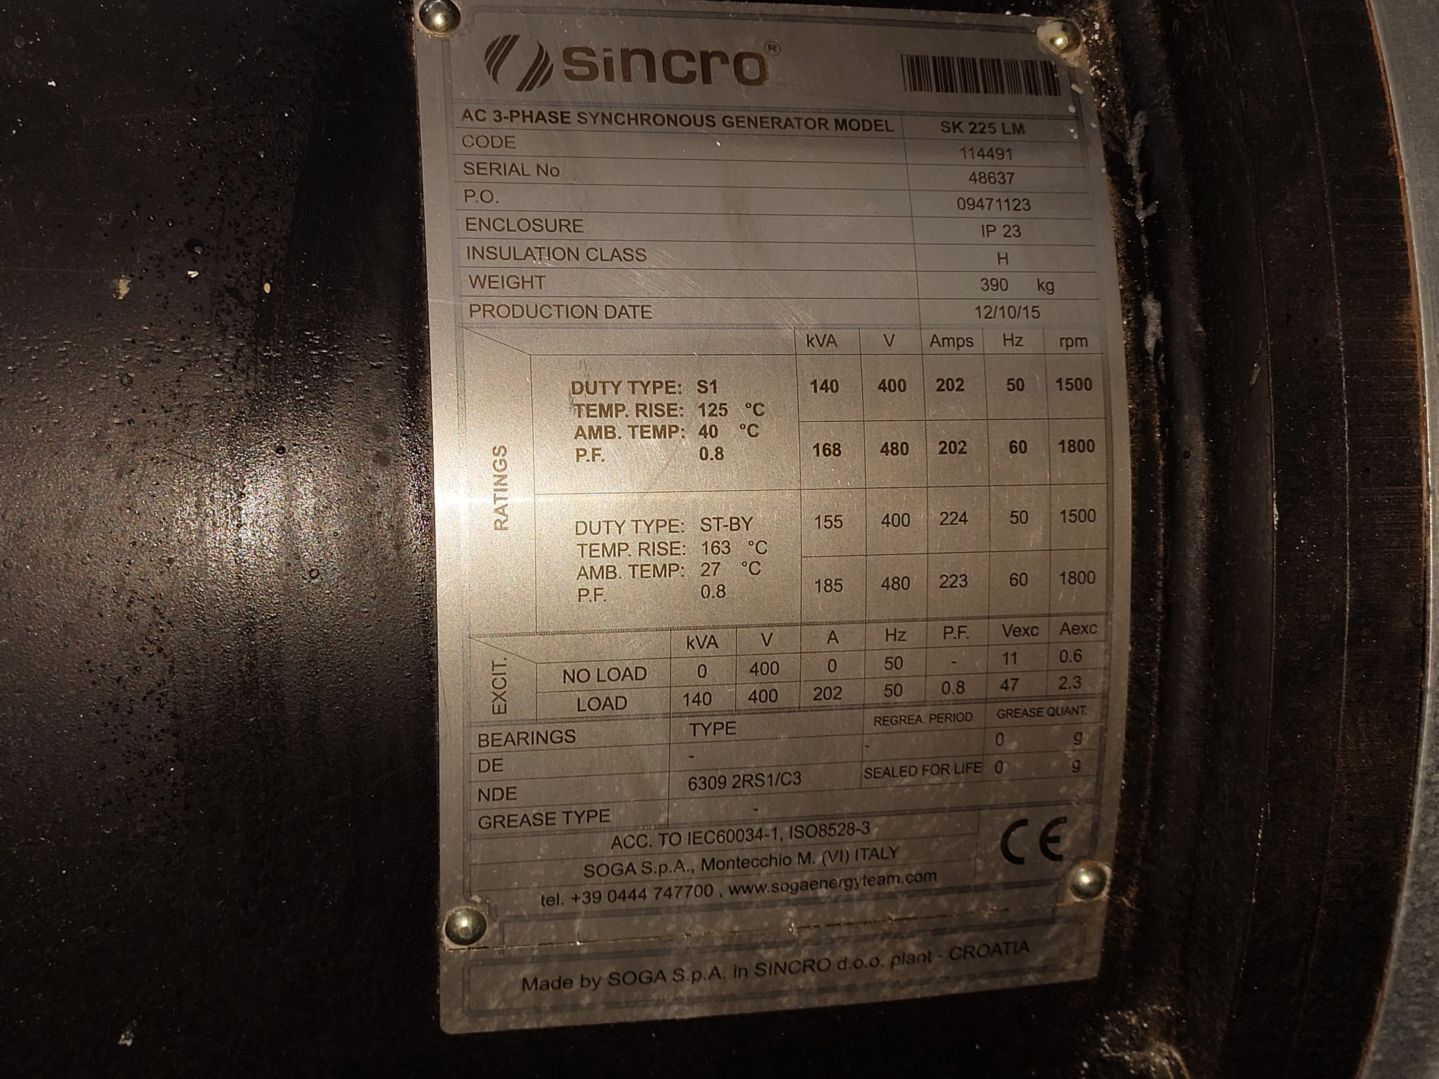 Sincro®
AC 3-PHASE SYNCHRONOUS GENERATOR MODEL SK 225 LM
CODE 114491
SERIAL No 48637
P.O. 09471123
ENCLOSURE IP 23
INSULATION CLASS H
WEIGHT 390 kg
PRODUCTION DATE 12/10/15
RATINGS
kVA V Amps Hz rpm
DUTY TYPE: S1
TEMP. RISE: 125 °C
AMB. TEMP: 40 °C
P.F. 0.8
140 400 202 50 1500
168 480 202 60 1800
DUTY TYPE: ST-BY
TEMP. RISE: 163 °C
AMB. TEMP: 27 °C
P.F. 0.8
155 400 224 50 1500
185 480 223 60 1800
EXCIT.
kVA V A Hz P.F. Vexc Aexc
NO LOAD 0 400 0 50 - 11 0.6
LOAD 140 400 202 50 0.8 47 2.3
BEARINGS TYPE REGREA. PERIOD GREASE QUANT.
DE - - 0 g
NDE 6309 2RS1/C3 SEALED FOR LIFE 0 g
GREASE TYPE -
ACC. TO IEC60034-1, ISO8528-3
SOGA S.p.A., Montecchio M. (VI) ITALY
tel. +39 0444 747700 , www.sogaenergyteam.com
CE
Made by SOGA S.p.A. in SINCRO d.o.o. plant - CROATIA